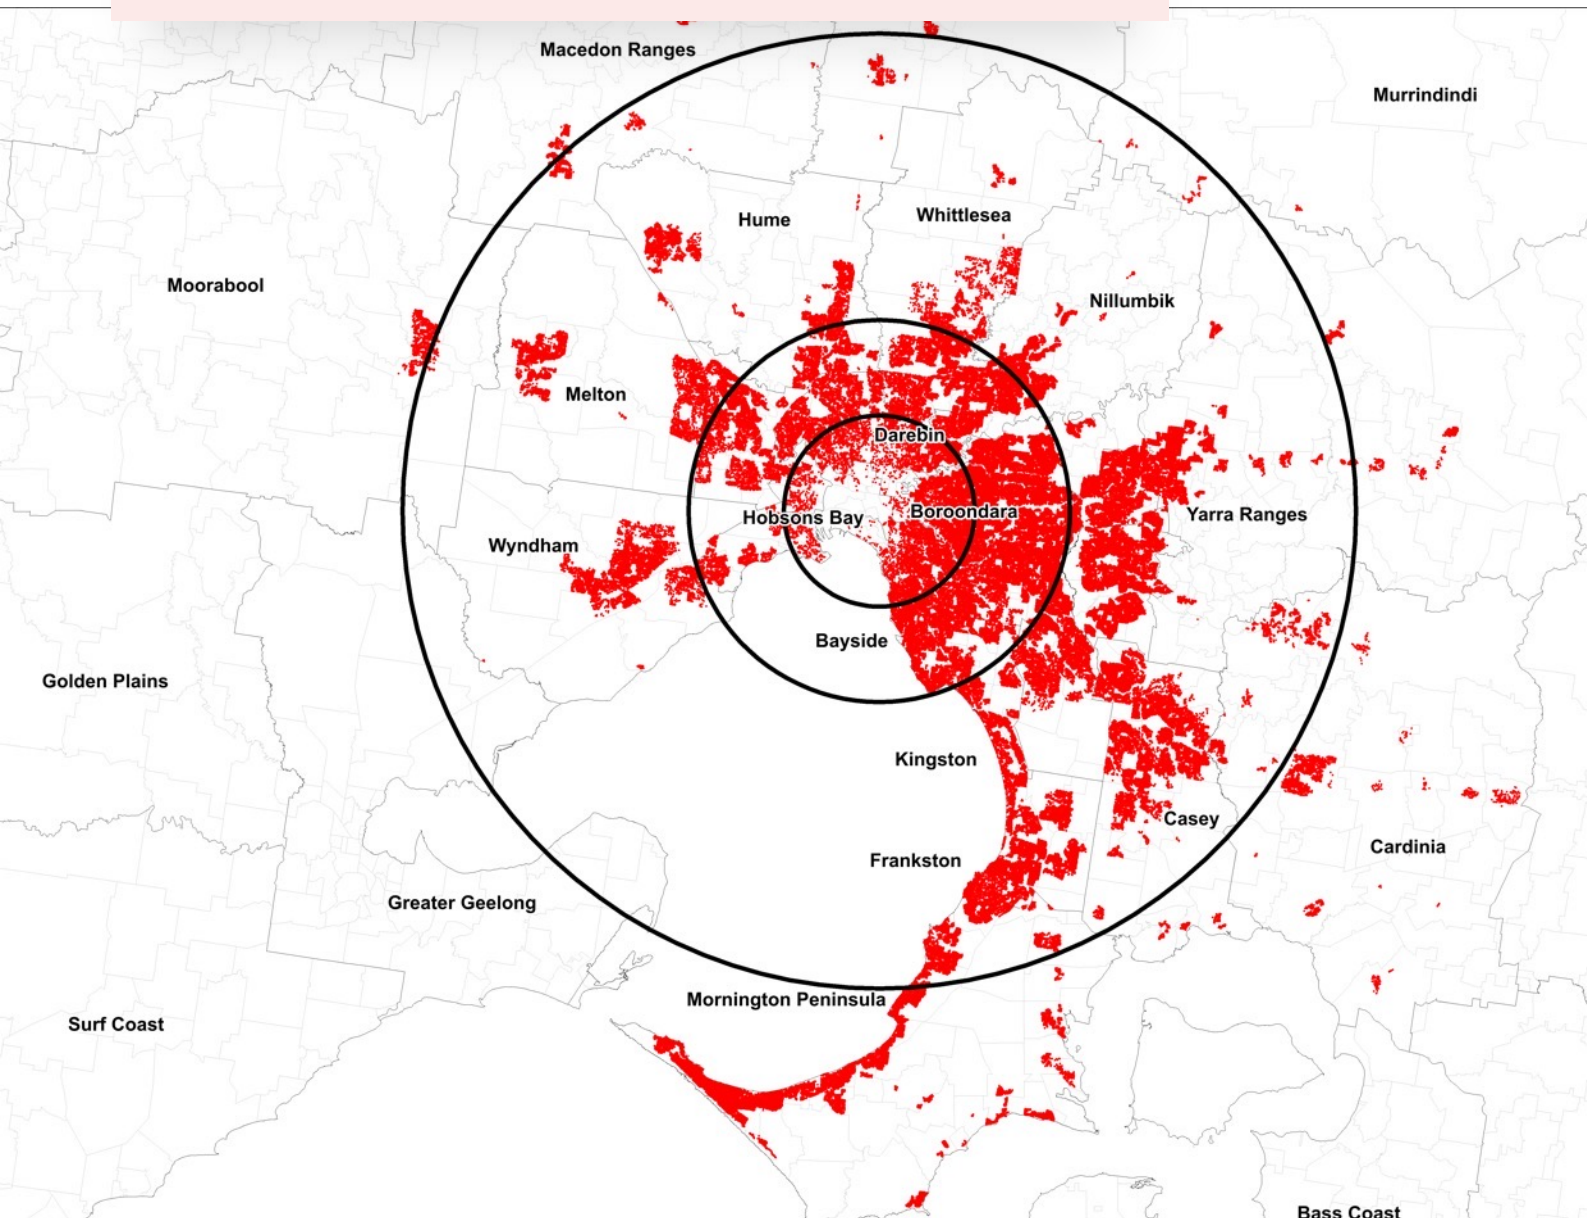 Macedon Ranges
Murrindindi
Hume
Whittlesea
Moorabool
Nillumbik
Melton
Darebin
Hobsons Bay
Boroondara
Yarra Ranges
Wyndham
Bayside
Golden Plains
Kingston
Casey
Cardinia
Frankston
Greater Geelong
Mornington Peninsula
Surf Coast
Bass Coast